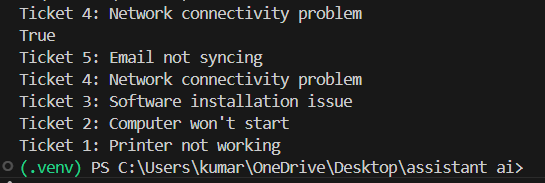 Ticket 4: Network connectivity problem
True
Ticket 5: Email not syncing
Ticket 4: Network connectivity problem
Ticket 3: Software installation issue
Ticket 2: Computer won't start
Ticket 1: Printer not working
(.venv) PS C:\Users\kumar\OneDrive\Desktop\assistant ai>